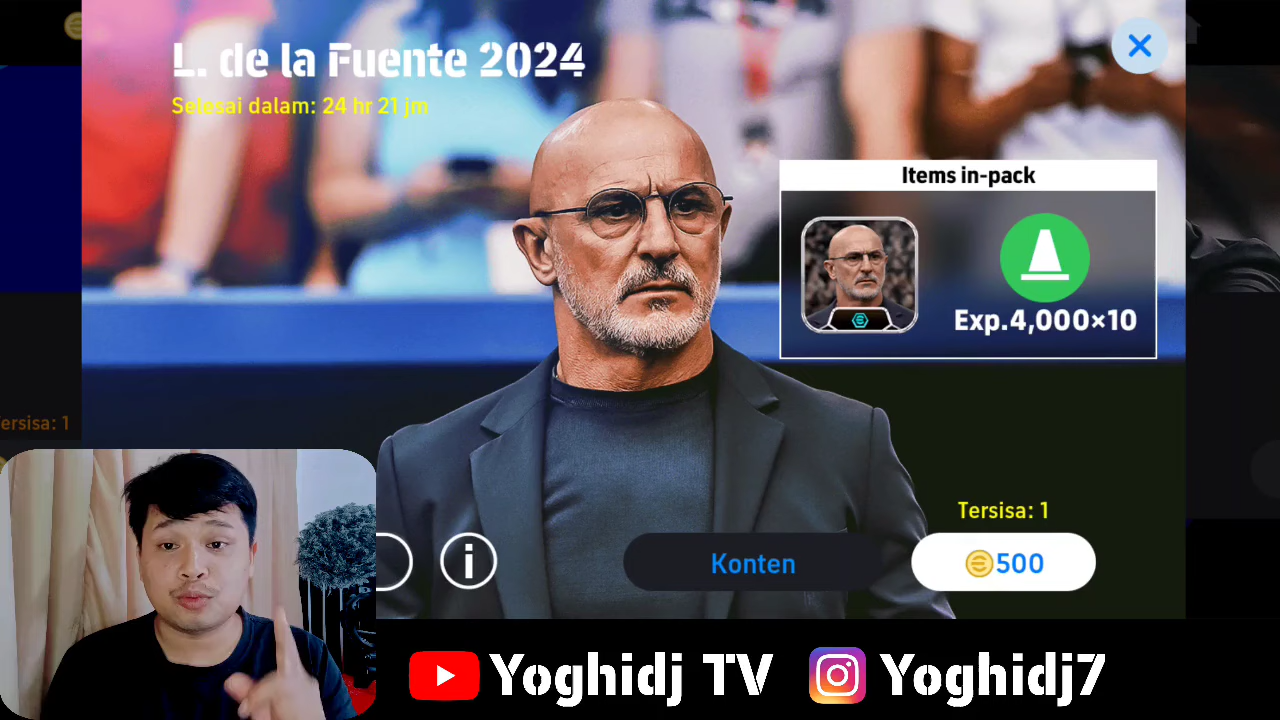 L. de la Fuente 2024
Selesai dalam: 24 hr 21 jm
Items in-pack
Exp.4,000×10
ersisa: 1
Tersisa: 1
i
Konten
500
Yoghidj TV
Yoghidj7